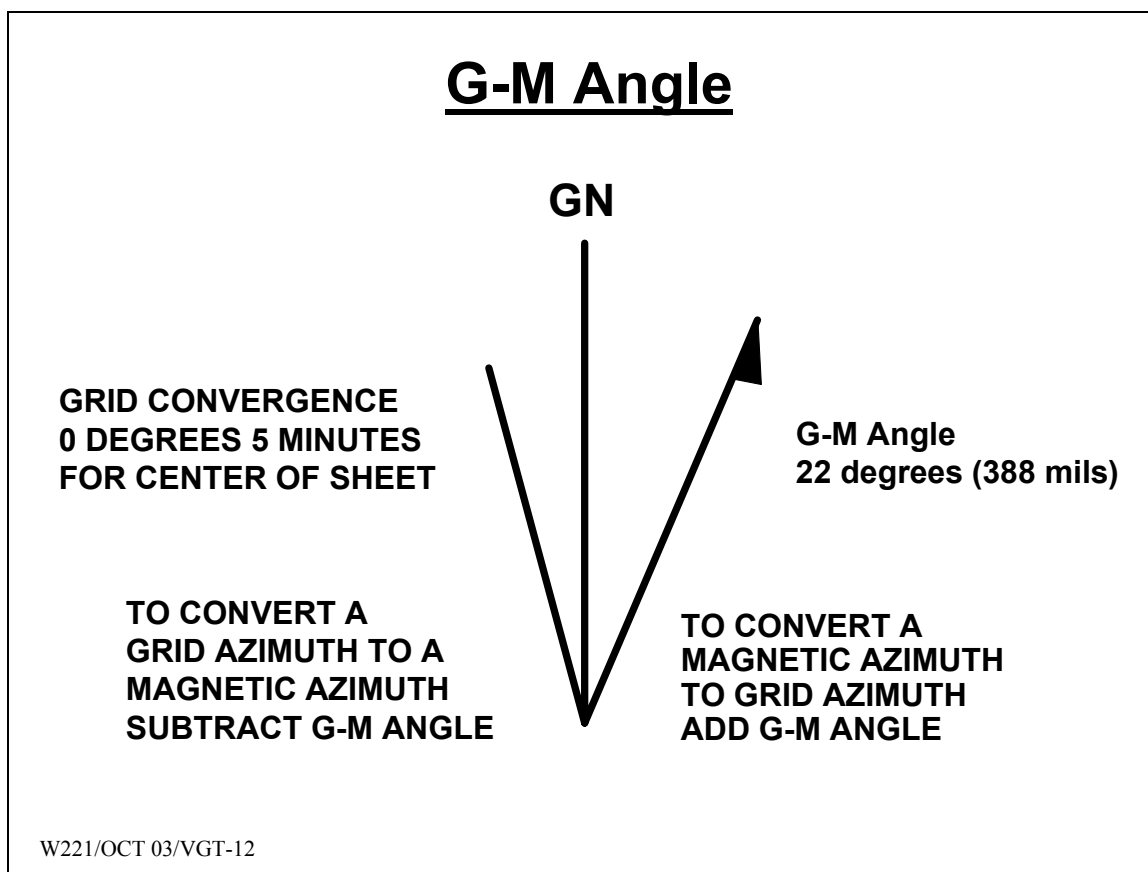 G-M Angle
GN
GRID CONVERGENCE
0 DEGREES 5 MINUTES
FOR CENTER OF SHEET
G-M Angle
22 degrees (388 mils)
TO CONVERT A
GRID AZIMUTH TO A
MAGNETIC AZIMUTH
SUBTRACT G-M ANGLE
TO CONVERT A
MAGNETIC AZIMUTH
TO GRID AZIMUTH
ADD G-M ANGLE
W221/OCT 03/VGT-12